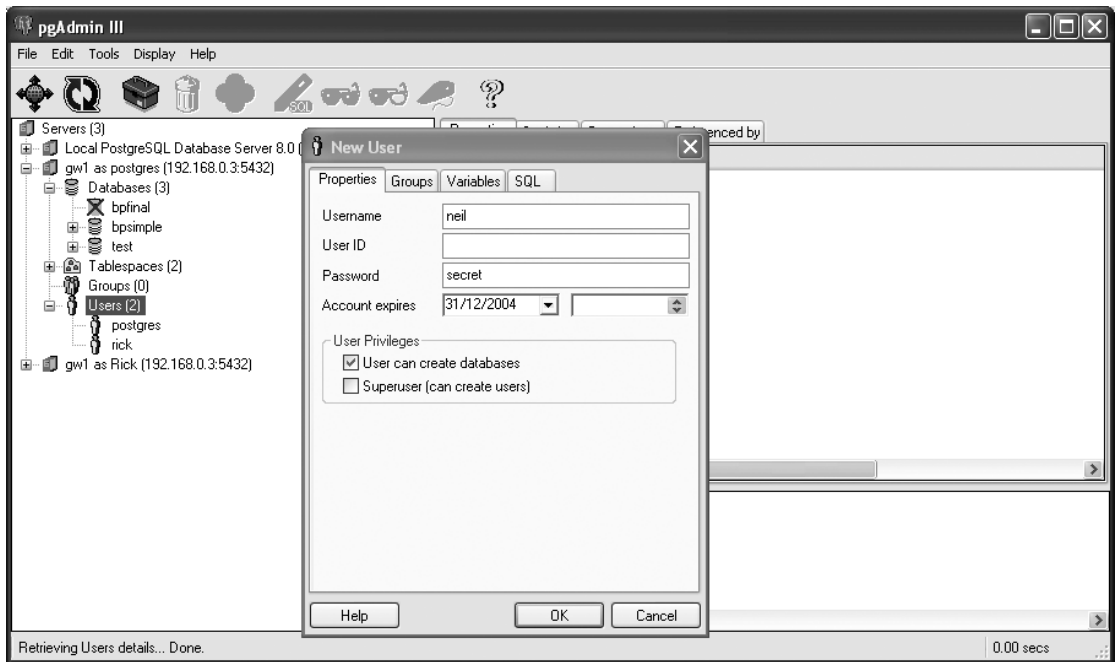 pgAdmin III
File Edit Tools Display Help
SQL
Servers (3)
Local PostgreSQL Database Server 8.0 (
gw1 as postgres (192.168.0.3:5432)
Databases (3)
bpfinal
bpsimple
test
Tablespaces (2)
Groups (0)
Users (2)
postgres
rick
gw1 as Rick (192.168.0.3:5432)
enced by
New User
Properties Groups Variables SQL
Username neil
User ID
Password secret
Account expires 31/12/2004
User Privileges
User can create databases
Superuser (can create users)
Help OK Cancel
Retrieving Users details... Done. 0.00 secs